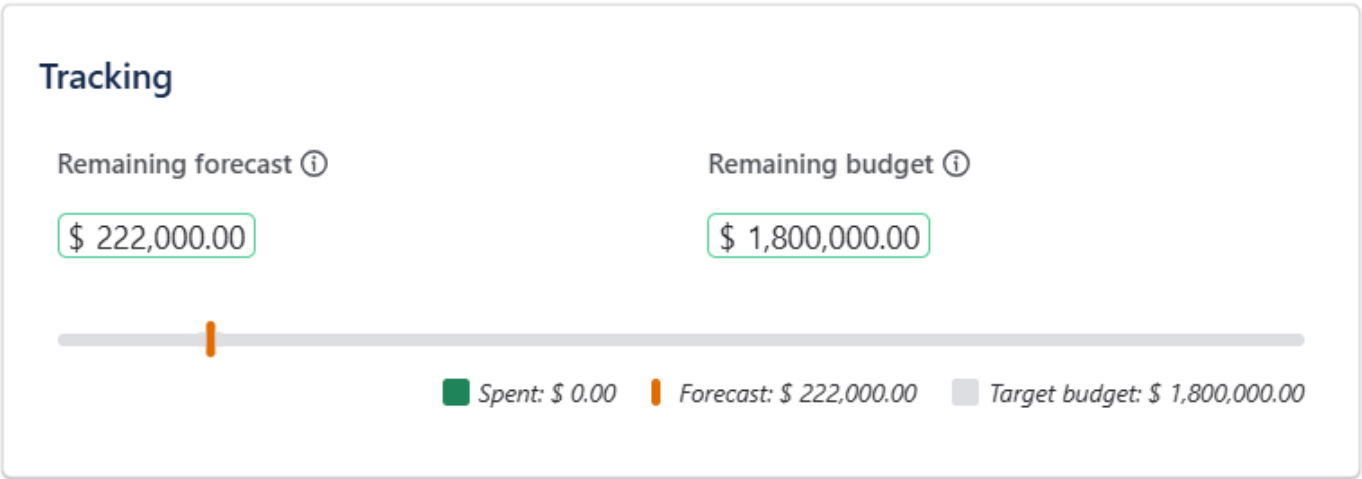 Tracking
Remaining forecast
Remaining budget
$ 222,000.00
$ 1,800,000.00
Spent: $ 0.00
Forecast: $ 222,000.00
Target budget: $ 1,800,000.00